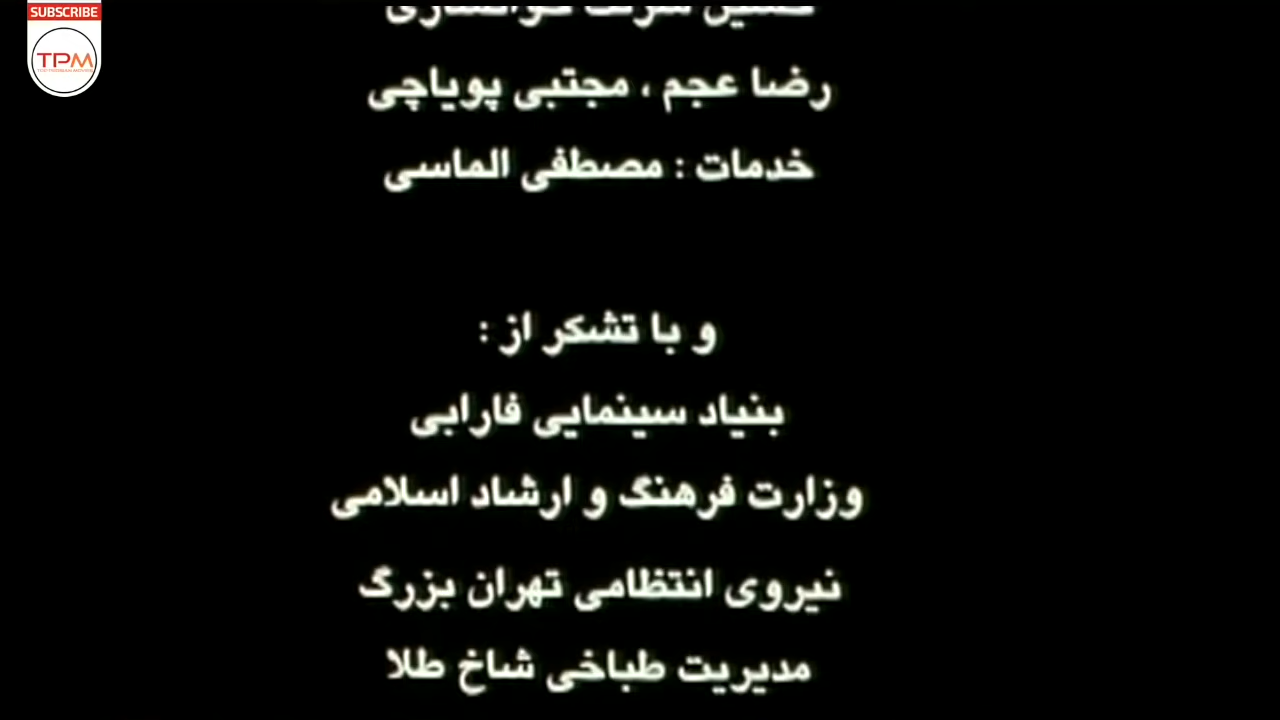 SUBSCRIBE
TPM
رضا عجم ، مجتبی پویاچی
خدمات : مصطفی الماسی
و با تشکر از :
بنیاد سینمایی فارابی
وزارت فرهنگ و ارشاد اسلامی
نیروی انتظامی تهران بزرگ
مدیریت طباخی شاخ طلا